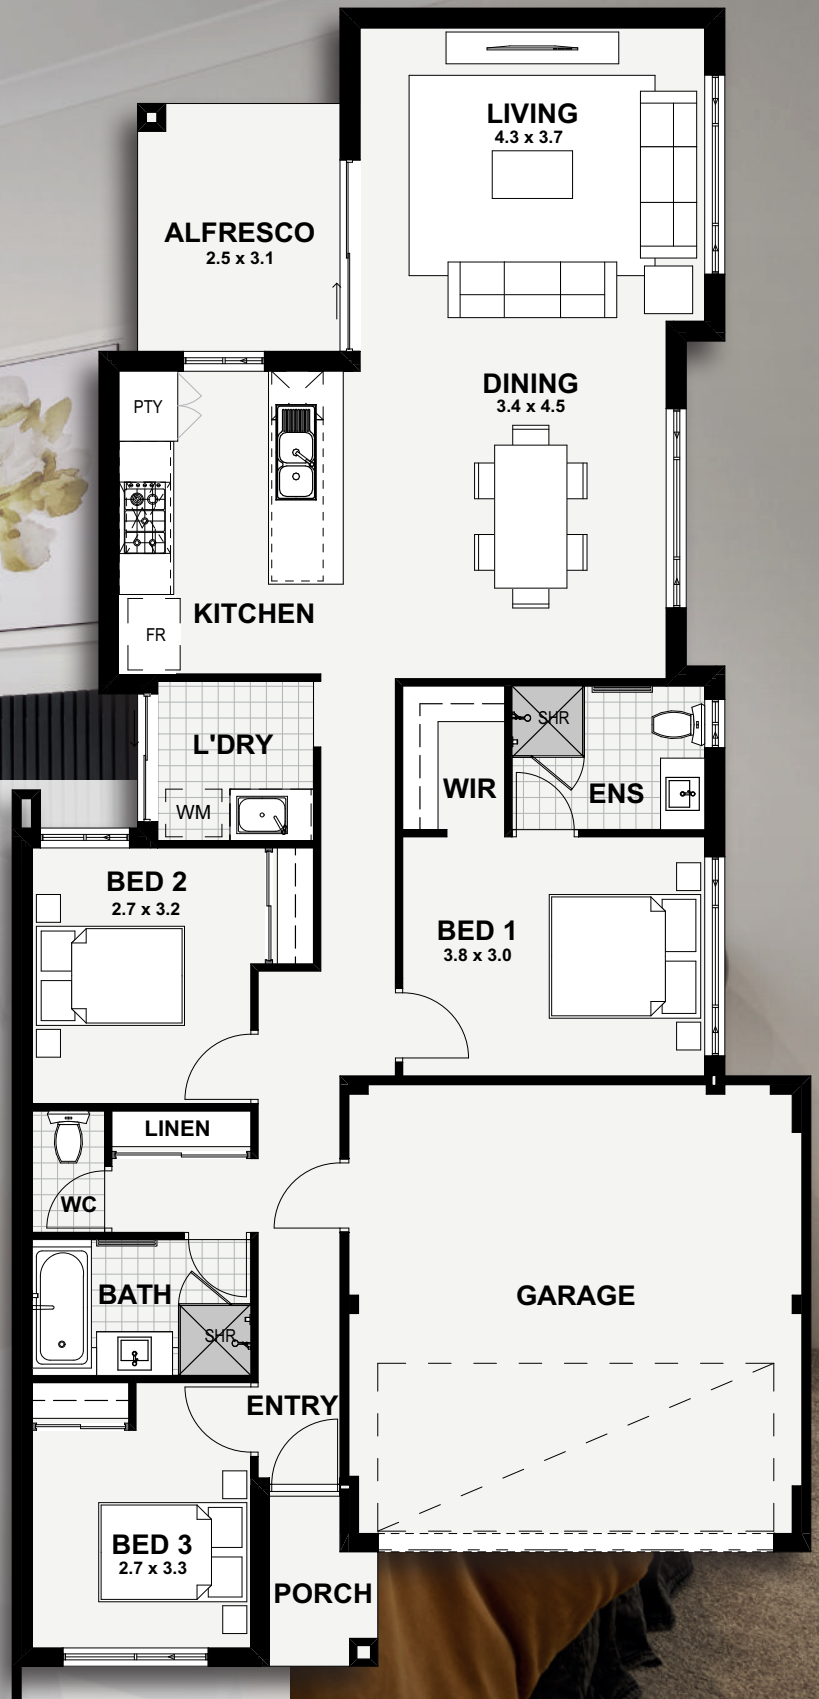 LIVING
4.3 x 3.7
ALFRESCO
2.5 x 3.1
DINING
3.4 x 4.5
PTY
KITCHEN
FR
L'DRY
WM
WIR
SHR
ENS
BED 2
2.7 x 3.2
BED 1
3.8 x 3.0
LINEN
WC
BATH
SHR
GARAGE
ENTRY
BED 3
2.7 x 3.3
PORCH